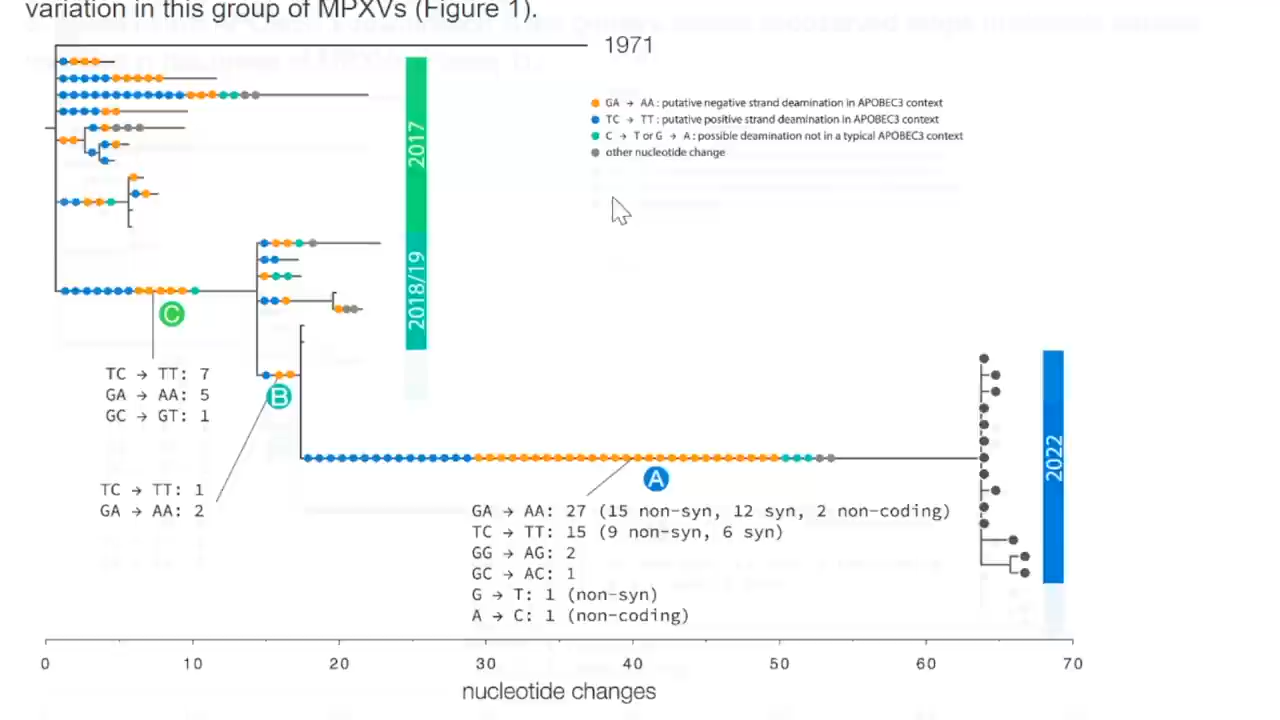 variation in this group of MPXVs (Figure 1).
1971
GA → AA : putative negative strand deamination in APOBEC3 context
TC → TT : putative positive strand deamination in APOBEC3 context
C → T or G → A : possible deamination not in a typical APOBEC3 context
other nucleotide change
2017
2018/19
C
TC → TT: 7
GA → AA: 5
GC → GT: 1
B
TC → TT: 1
GA → AA: 2
A
2022
GA → AA: 27 (15 non-syn, 12 syn, 2 non-coding)
TC → TT: 15 (9 non-syn, 6 syn)
GG → AG: 2
GC → AC: 1
G → T: 1 (non-syn)
A → C: 1 (non-coding)
0 10 20 30 40 50 60 70
nucleotide changes